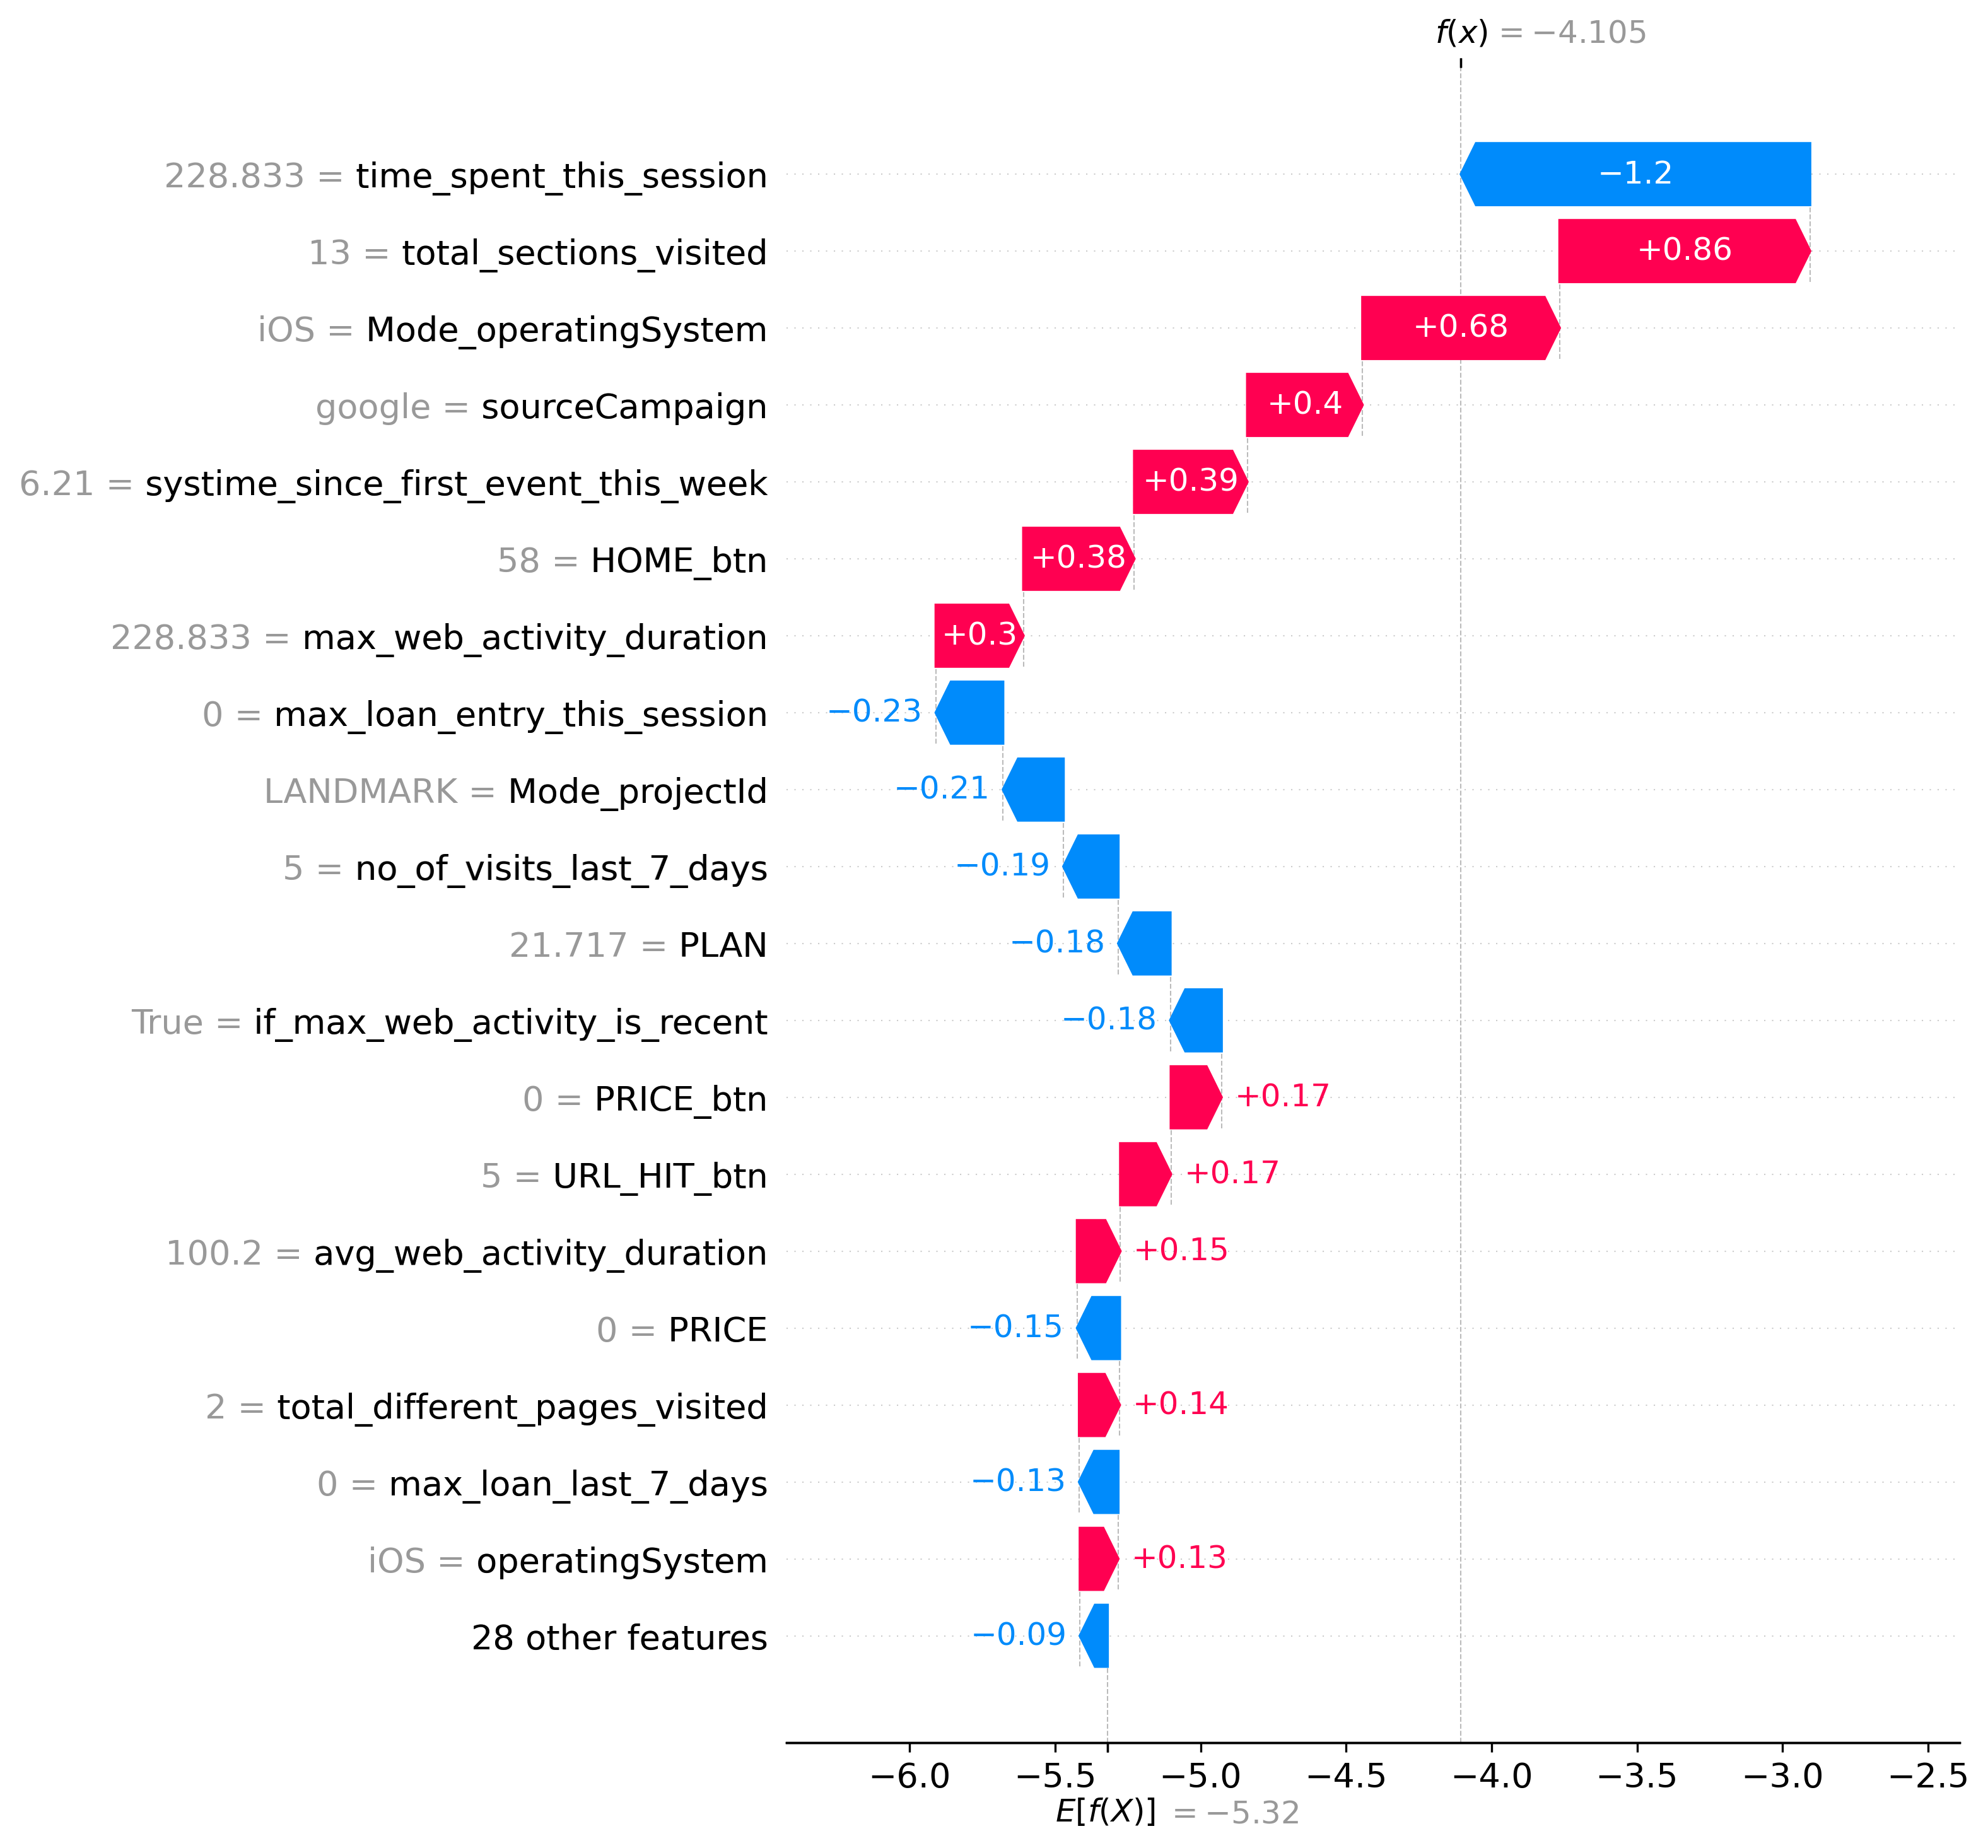 f(x) = −4.105
228.833 = time_spent_this_session −1.2
13 = total_sections_visited +0.86
iOS = Mode_operatingSystem +0.68
google = sourceCampaign +0.4
6.21 = systime_since_first_event_this_week +0.39
58 = HOME_btn +0.38
228.833 = max_web_activity_duration +0.3
0 = max_loan_entry_this_session −0.23
LANDMARK = Mode_projectId −0.21
5 = no_of_visits_last_7_days −0.19
21.717 = PLAN −0.18
True = if_max_web_activity_is_recent −0.18
0 = PRICE_btn +0.17
5 = URL_HIT_btn +0.17
100.2 = avg_web_activity_duration +0.15
0 = PRICE −0.15
2 = total_different_pages_visited +0.14
0 = max_loan_last_7_days −0.13
iOS = operatingSystem +0.13
28 other features −0.09
−6.0 −5.5 −5.0 −4.5 −4.0 −3.5 −3.0 −2.5
E[f(X)] = −5.32